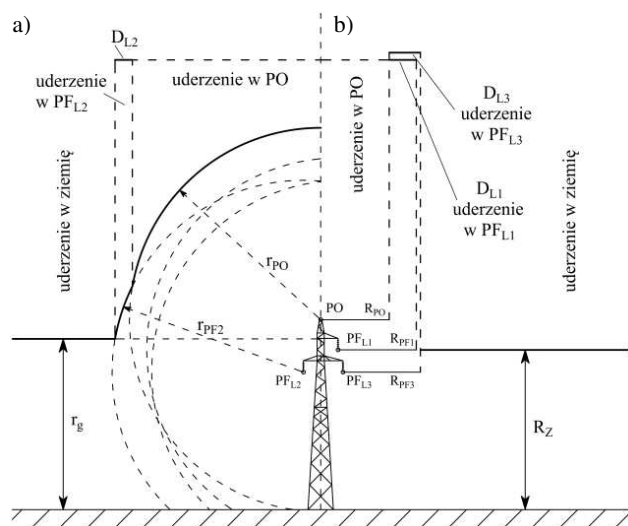 a)
b)
D_L2
uderzenie
w PF_L2
uderzenie w PO
uderzenie w PO
D_L3
uderzenie
w PF_L3
D_L1
uderzenie
w PF_L1
uderzenie w ziemię
uderzenie w ziemię
r_PO
r_PF2
PO
R_PO
PF_L1
R_PF1
PF_L2
PF_L3
R_PF3
r_g
R_Z